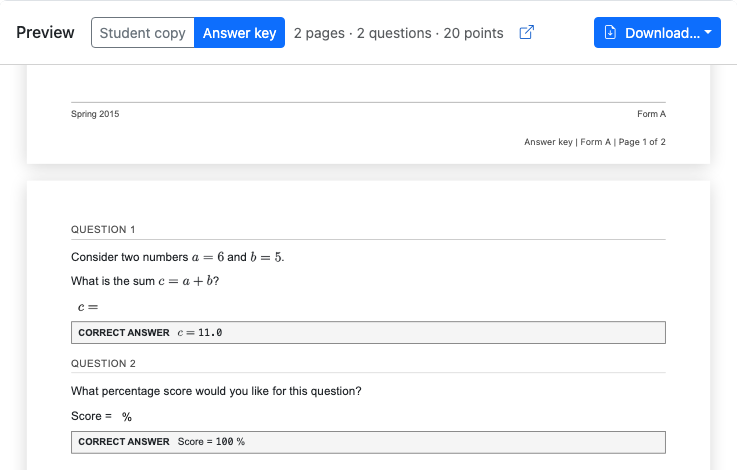 Preview Student copy Answer key 2 pages · 2 questions · 20 points Download...
Spring 2015 Form A
Answer key | Form A | Page 1 of 2
QUESTION 1
Consider two numbers a = 6 and b = 5.
What is the sum c = a + b?
c =
CORRECT ANSWER c = 11.0
QUESTION 2
What percentage score would you like for this question?
Score = %
CORRECT ANSWER Score = 100 %